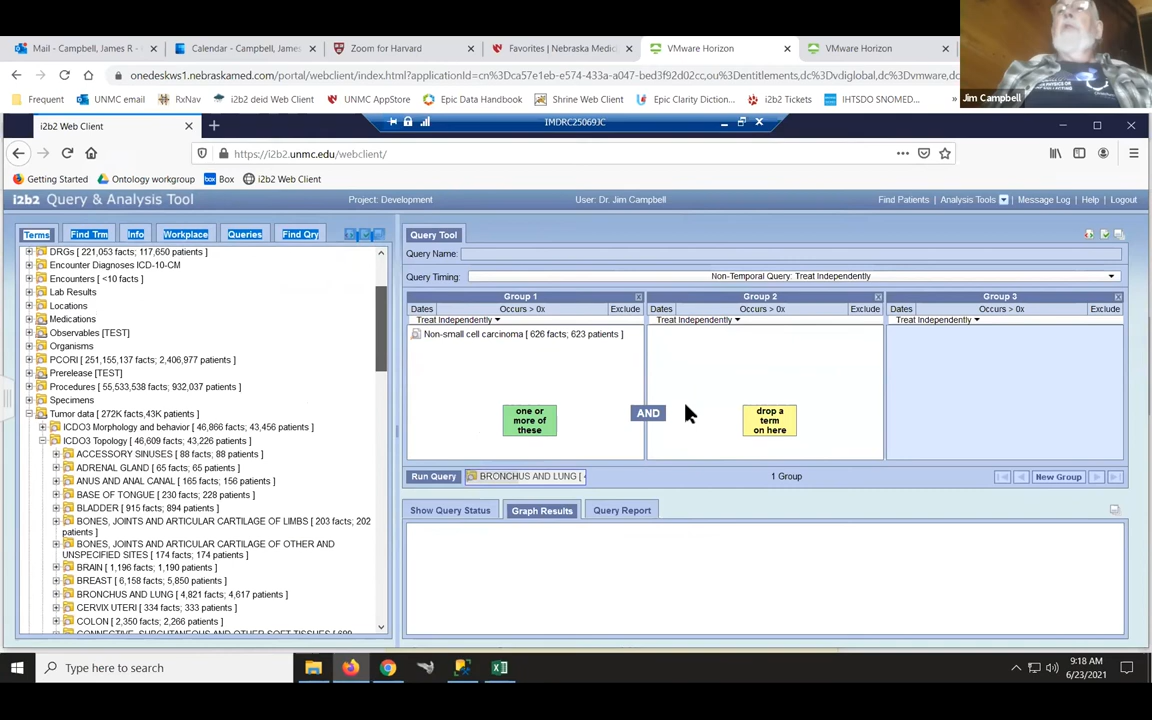 Mail - Campbell, James R -
Calendar - Campbell, James
Zoom for Harvard
Favorites | Nebraska Medic
VMware Horizon
VMware Horizon
onedeskws1.nebraskamed.com/portal/webclient/index.html?applicationId=cn%3Dca57e1eb-e574-433a-a047-bed3f92d02cc,ou%3Dentitlements,dc%3Dvdiglobal,dc%3Dvmware,dc
Frequent
UNMC email
RxNav
i2b2 deid Web Client
UNMC AppStore
Epic Data Handbook
Shrine Web Client
Epic Clarity Diction...
i2b2 Tickets
IHTSDO SNOMED...
Jim Campbell
i2b2 Web Client
IMDRC25069JC
https://i2b2.unmc.edu/webclient/
Getting Started
Ontology workgroup
Box
i2b2 Web Client
i2b2 Query & Analysis Tool
Project: Development
User: Dr. Jim Campbell
Find Patients | Analysis Tools | Message Log | Help | Logout
Terms
Find Trm
Info
Workplace
Queries
Find Qry
DRGs [ 221,053 facts; 117,650 patients ]
Encounter Diagnoses ICD-10-CM
Encounters [ <10 facts ]
Lab Results
Locations
Medications
Observables [TEST]
Organisms
PCORI [ 251,155,137 facts; 2,406,977 patients ]
Prerelease [TEST]
Procedures [ 55,533,538 facts; 932,037 patients ]
Specimens
Tumor data [ 272K facts,43K patients ]
ICDO3 Morphology and behavior [ 46,866 facts; 43,456 patients ]
ICDO3 Topology [ 46,609 facts; 43,226 patients ]
ACCESSORY SINUSES [ 88 facts; 88 patients ]
ADRENAL GLAND [ 65 facts; 65 patients ]
ANUS AND ANAL CANAL [ 165 facts; 156 patients ]
BASE OF TONGUE [ 230 facts; 228 patients ]
BLADDER [ 915 facts; 894 patients ]
BONES, JOINTS AND ARTICULAR CARTILAGE OF LIMBS [ 203 facts; 202
patients ]
BONES, JOINTS AND ARTICULAR CARTILAGE OF OTHER AND
UNSPECIFIED SITES [ 174 facts; 174 patients ]
BRAIN [ 1,196 facts; 1,190 patients ]
BREAST [ 6,158 facts; 5,850 patients ]
BRONCHUS AND LUNG [ 4,821 facts; 4,617 patients ]
CERVIX UTERI [ 334 facts; 333 patients ]
COLON [ 2,350 facts; 2,266 patients ]
CONNECTIVE, SUBCUTANEOUS AND OTHER SOFT TISSUES [ 699
Query Tool
Query Name:
Query Timing:
Non-Temporal Query: Treat Independently
Group 1
Group 2
Group 3
Dates
Occurs > 0x
Exclude
Dates
Occurs > 0x
Exclude
Dates
Occurs > 0x
Exclude
Treat Independently
Treat Independently
Treat Independently
Non-small cell carcinoma [ 626 facts; 623 patients ]
one or
more of
these
AND
drop a
term
on here
Run Query
BRONCHUS AND LUNG [
1 Group
New Group
Show Query Status
Graph Results
Query Report
Type here to search
9:18 AM
6/23/2021